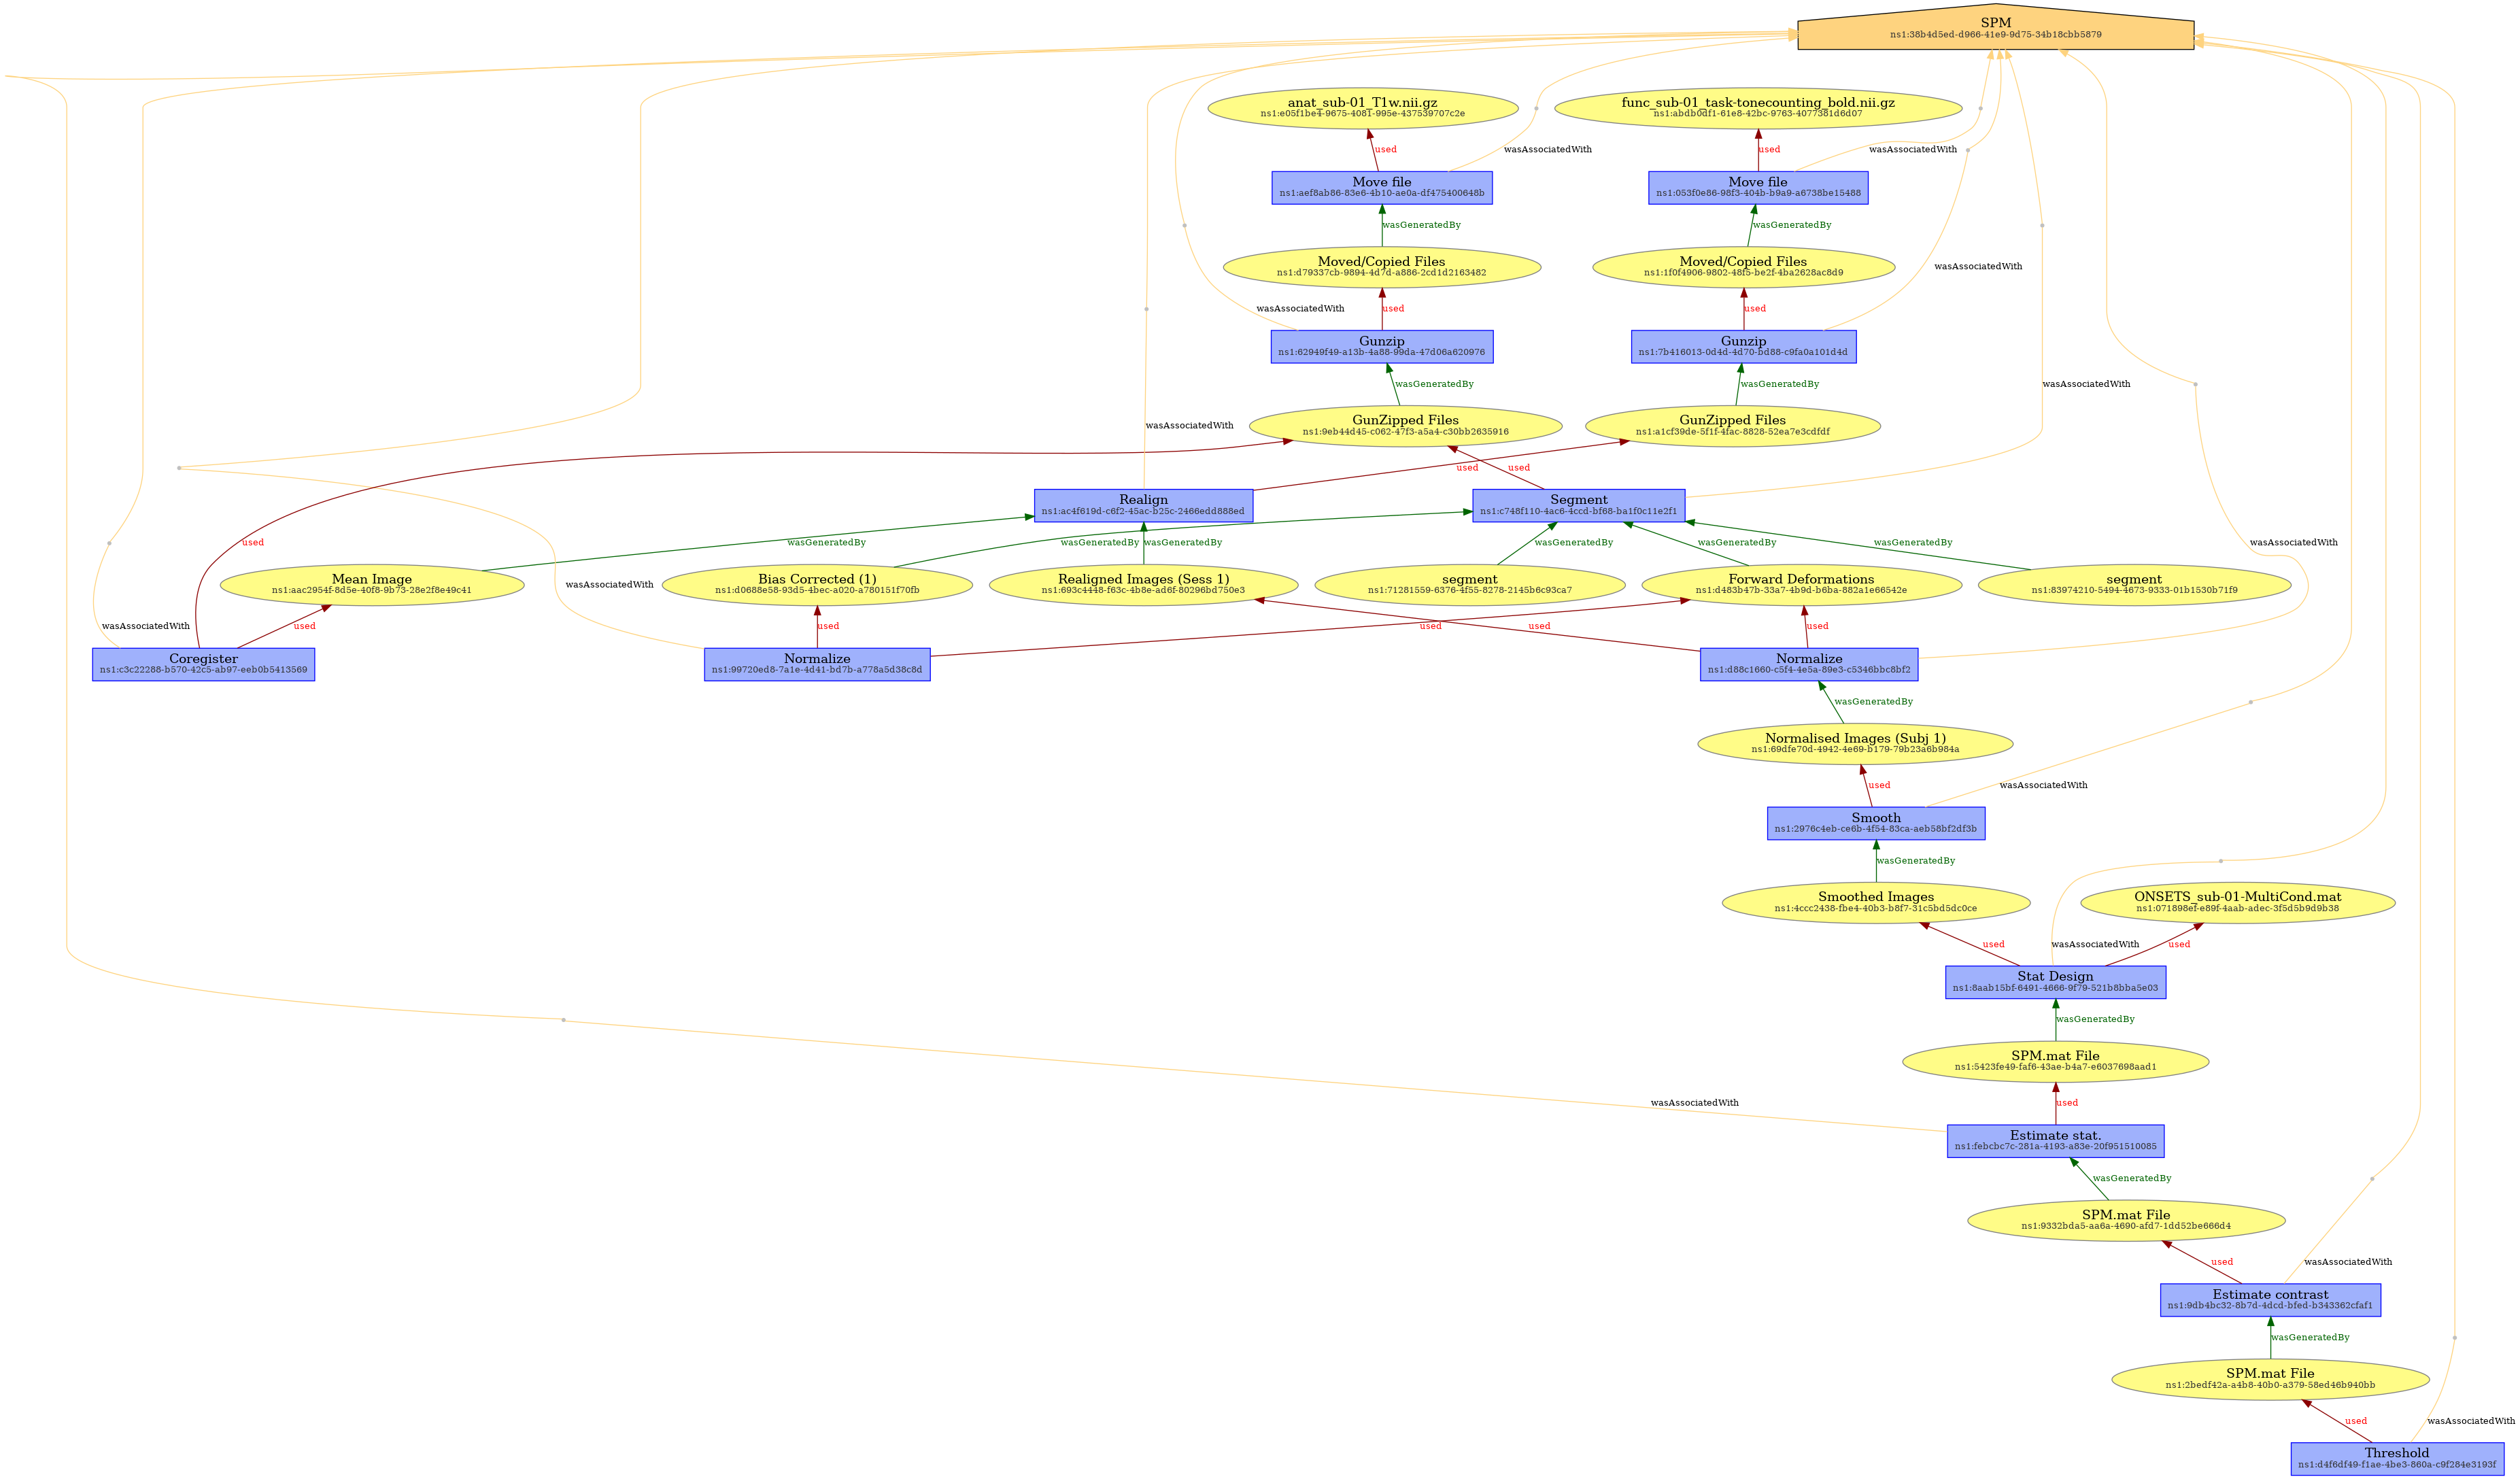 SPM
ns1:38b4d5ed-d966-41e9-9d75-34b18cbb5879
anat_sub-01_T1w.nii.gz
ns1:e05f1be4-9675-4081-995e-437539707c2e
func_sub-01_task-tonecounting_bold.nii.gz
ns1:abdb0df1-61e8-42bc-9763-4077381d6d07
used
wasAssociatedWith
used
wasAssociatedWith
Move file
ns1:aef8ab86-83e6-4b10-ae0a-df475400648b
Move file
ns1:053f0e86-98f3-404b-b9a9-a6738be15488
wasGeneratedBy
wasGeneratedBy
Moved/Copied Files
ns1:d79337cb-9894-4d7d-a886-2cd1d2163482
Moved/Copied Files
ns1:1f0f4906-9802-48f5-be2f-4ba2628ac8d9
wasAssociatedWith
wasAssociatedWith
used
used
Gunzip
ns1:62949f49-a13b-4a88-99da-47d06a620976
Gunzip
ns1:7b416013-0d4d-4d70-bd88-c9fa0a101d4d
wasGeneratedBy
wasGeneratedBy
wasAssociatedWith
wasAssociatedWith
GunZipped Files
ns1:9eb44d45-c062-47f3-a5a4-c30bb2635916
GunZipped Files
ns1:a1cf39de-5f1f-4fac-8828-52ea7e3cdfdf
used
used
Realign
ns1:ac4f619d-c6f2-45ac-b25c-2466edd888ed
Segment
ns1:c748f110-4ac6-4ccd-bf68-ba1f0c11e2f1
used
wasGeneratedBy
wasGeneratedBy
wasGeneratedBy
wasGeneratedBy
wasGeneratedBy
wasGeneratedBy
wasAssociatedWith
Mean Image
ns1:aac2954f-8d5e-40f8-9b73-28e2f8e49c41
wasAssociatedWith
Bias Corrected (1)
ns1:d0688e58-93d5-4bec-a020-a780151f70fb
Realigned Images (Sess 1)
ns1:693c4448-f63c-4b8e-ad6f-80296bd750e3
segment
ns1:71281559-6376-4f55-8278-2145b6c93ca7
Forward Deformations
ns1:d483b47b-33a7-4b9d-b6ba-882a1e66542e
segment
ns1:83974210-5494-4673-9333-01b1530b71f9
wasAssociatedWith
used
used
used
used
used
Coregister
ns1:c3c22288-b570-42c5-ab97-eeb0b5413569
Normalize
ns1:99720ed8-7a1e-4d41-bd7b-a778a5d38c8d
Normalize
ns1:d88c1660-c5f4-4e5a-89e3-c5346bbc8bf2
wasGeneratedBy
Normalised Images (Subj 1)
ns1:69dfe70d-4942-4e69-b179-79b23a6b984a
used
wasAssociatedWith
Smooth
ns1:2976c4eb-ce6b-4f54-83ca-aeb58bf2df3b
wasGeneratedBy
Smoothed Images
ns1:4ccc2438-fbe4-40b3-b8f7-31c5bd5dc0ce
ONSETS_sub-01-MultiCond.mat
ns1:071898ef-e89f-4aab-adec-3f5d5b9d9b38
used
wasAssociatedWith
used
Stat Design
ns1:8aab15bf-6491-4666-9f79-521b8bba5e03
wasGeneratedBy
SPM.mat File
ns1:5423fe49-faf6-43ae-b4a7-e6037698aad1
wasAssociatedWith
used
Estimate stat.
ns1:febcbc7c-281a-4193-a83e-20f951510085
wasGeneratedBy
SPM.mat File
ns1:9332bda5-aa6a-4690-afd7-1dd52be666d4
used
wasAssociatedWith
Estimate contrast
ns1:9db4bc32-8b7d-4dcd-bfed-b343362cfaf1
wasGeneratedBy
SPM.mat File
ns1:2bedf42a-a4b8-40b0-a379-58ed46b940bb
used
wasAssociatedWith
Threshold
ns1:d4f6df49-f1ae-4be3-860a-c9f284e3193f